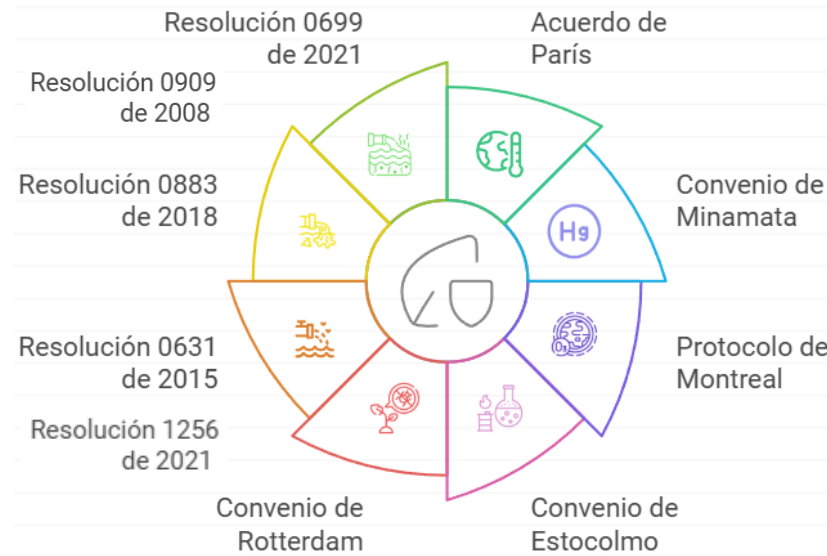 Resolución 0699
de 2021
Acuerdo de
París
Resolución 0909
de 2008
Resolución 0883
de 2018
Convenio de
Minamata
Hg
O₃
Resolución 0631
de 2015
Protocolo de
Montreal
Resolución 1256
de 2021
Convenio de
Rotterdam
Convenio de
Estocolmo